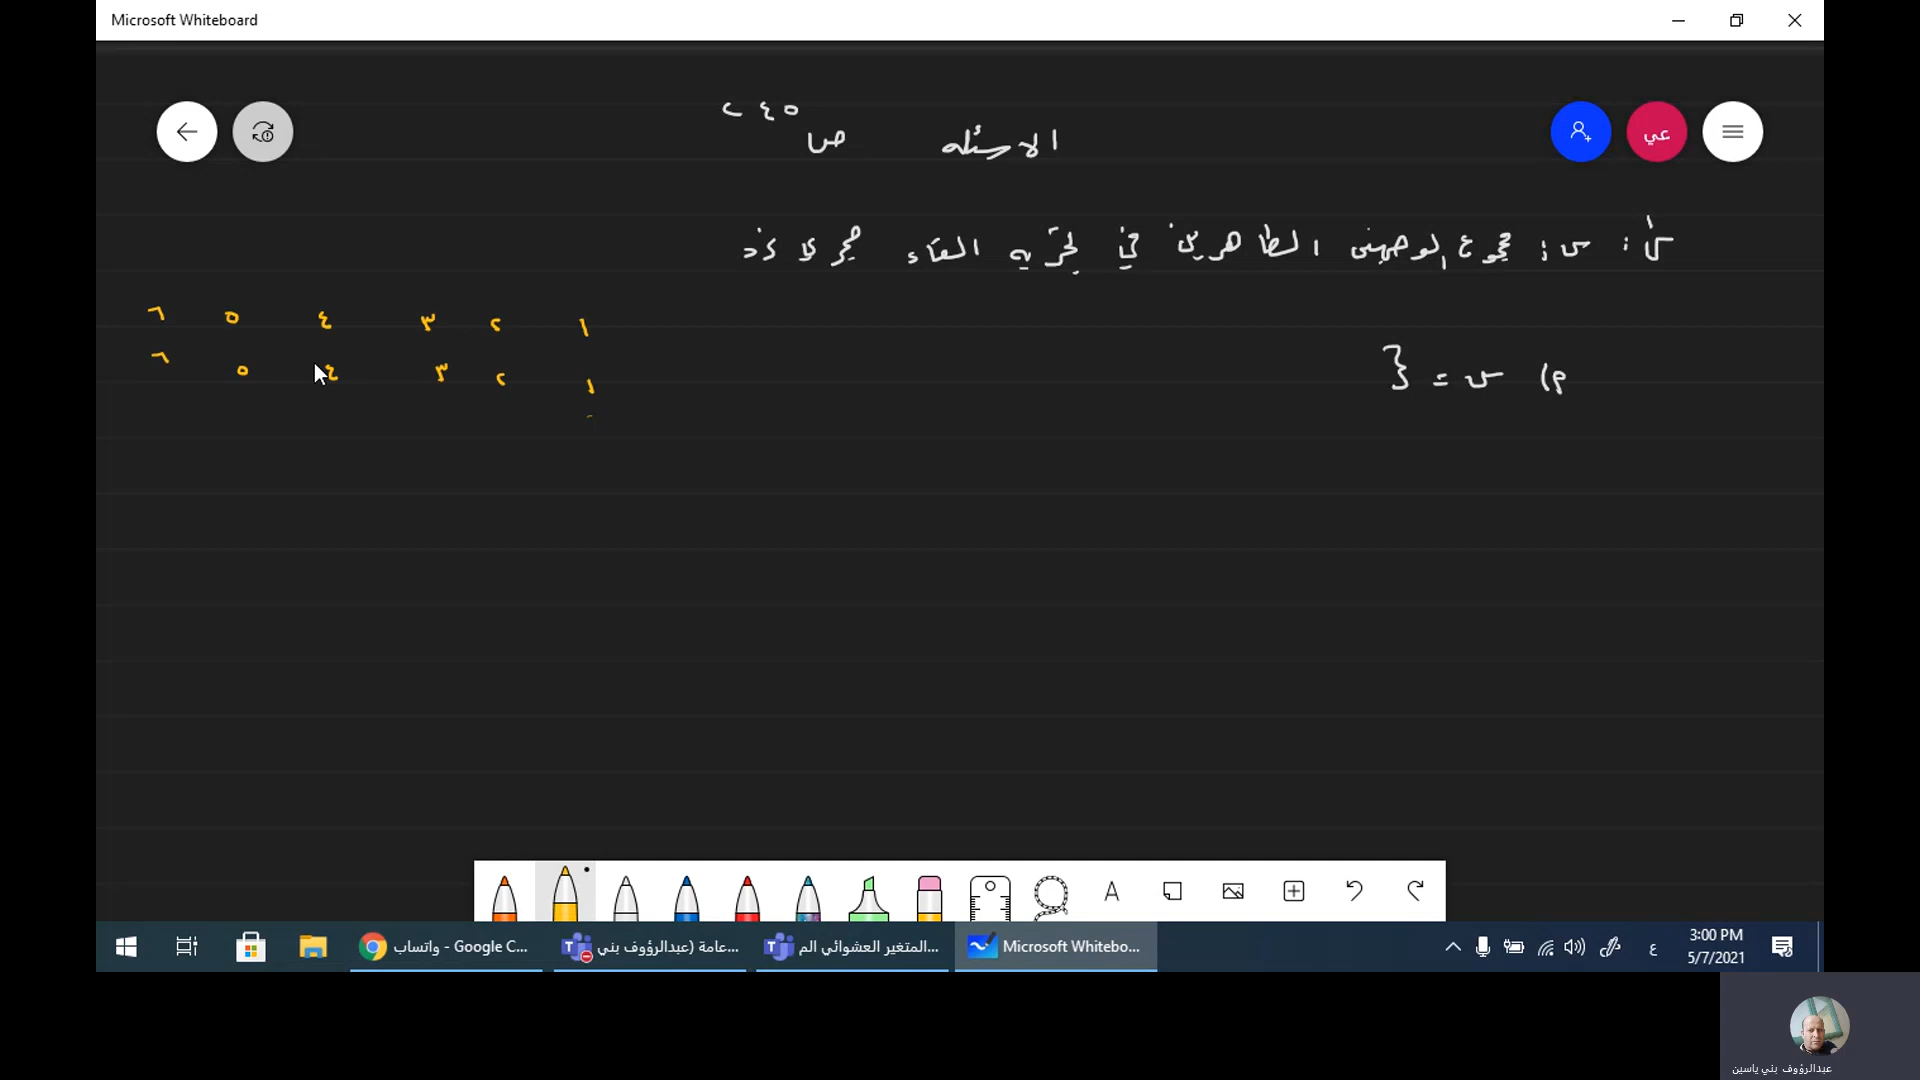 Microsoft Whiteboard
عي
الاسئله ص ٢٤٥
س١: س: مجموع الوجهين الظاهرين في تجربة القاء حجري نرد
٦ ٥ ٤ ٣ ٢ ١
٦ ٥ ٤ ٣ ٢ ١
أ) س = {
A
واتساب - Google C...
عامة (عبدالرؤوف بني...
المتغير العشوائي الم...
Microsoft Whitebo...
ع
3:00 PM
5/7/2021
عبدالرؤوف بني ياسين